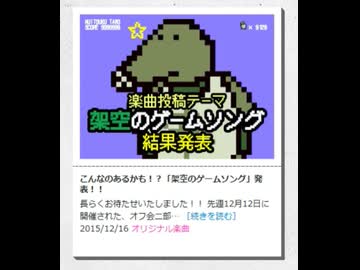 SCORE 9999999
× 99
楽曲投稿テーマ
架空のゲームソング
結果発表
こんなのあるかも！？「架空のゲームソング」発
表！！
長らくお待たせいたしました！！ 先週12月12日に
開催された、オフ会二部… [続きを読む]
2015/12/16 オリジナル楽曲